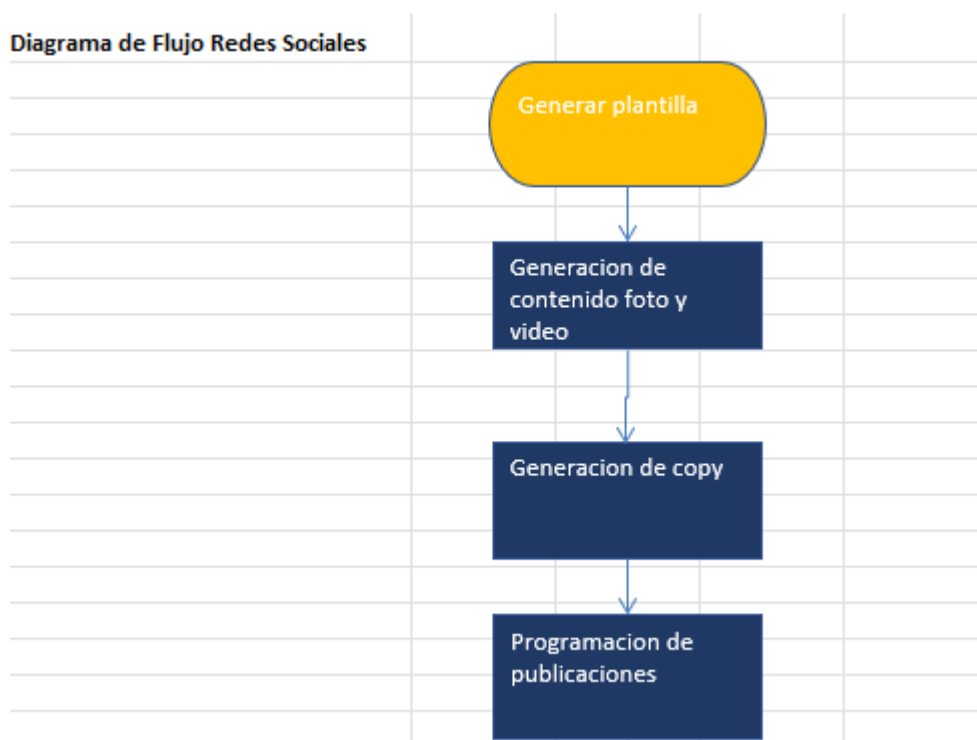 Diagrama de Flujo Redes Sociales
Generar plantilla
Generacion de
contenido foto y
video
Generacion de copy
Programacion de
publicaciones